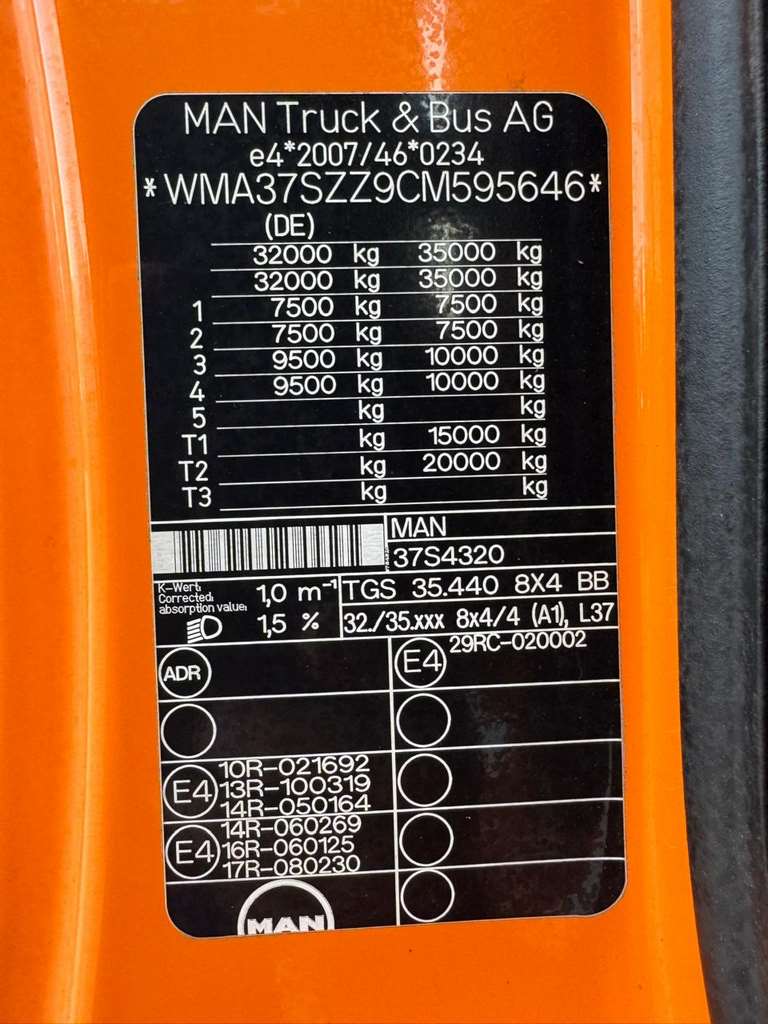 MAN Truck & Bus AG
e4*2007/46*0234
*WMA37SZZ9CM595646*
(DE)
32000 kg 35000 kg
32000 kg 35000 kg
1 7500 kg 7500 kg
2 7500 kg 7500 kg
3 9500 kg 10000 kg
4 9500 kg 10000 kg
5 kg kg
T1 kg 15000 kg
T2 kg 20000 kg
T3 kg kg
MAN
37S4320
K-Wert:
Corrected
absorption value:
1,0 m⁻¹
1,5 %
TGS 35.440 8X4 BB
32./35.xxx 8x4/4 (A1), L37
ADR
E4 29RC-020002
E4
10R-021692
13R-100319
14R-050164
E4
14R-060269
16R-060125
17R-080230
MAN